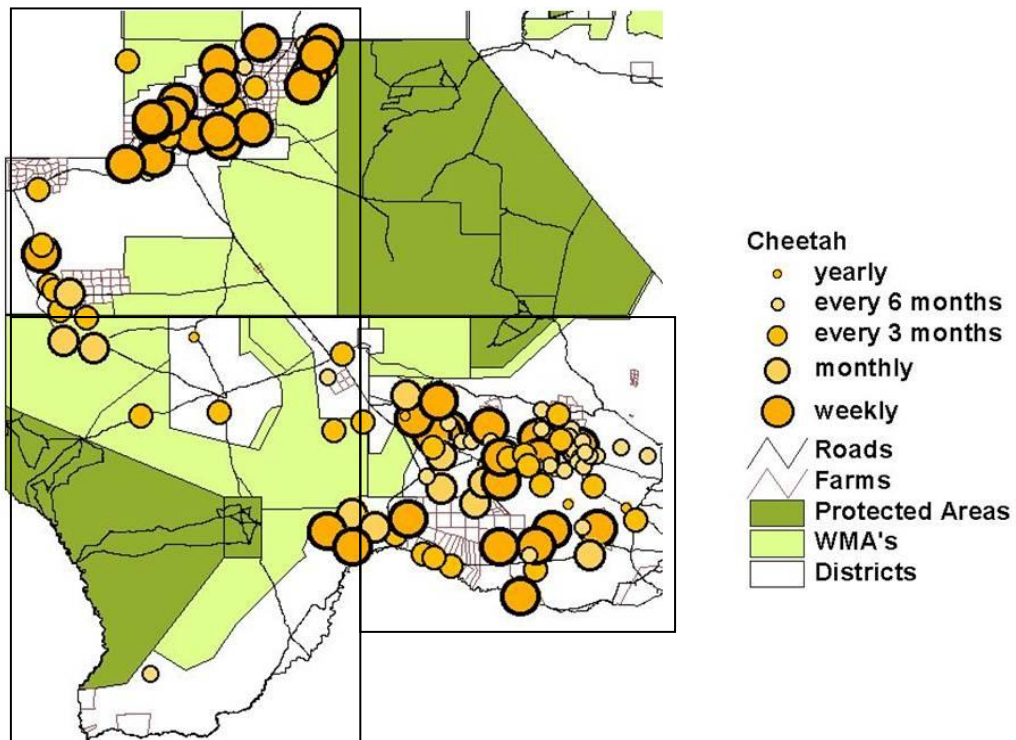 Cheetah
yearly
every 6 months
every 3 months
monthly
weekly
Roads
Farms
Protected Areas
WMA's
Districts